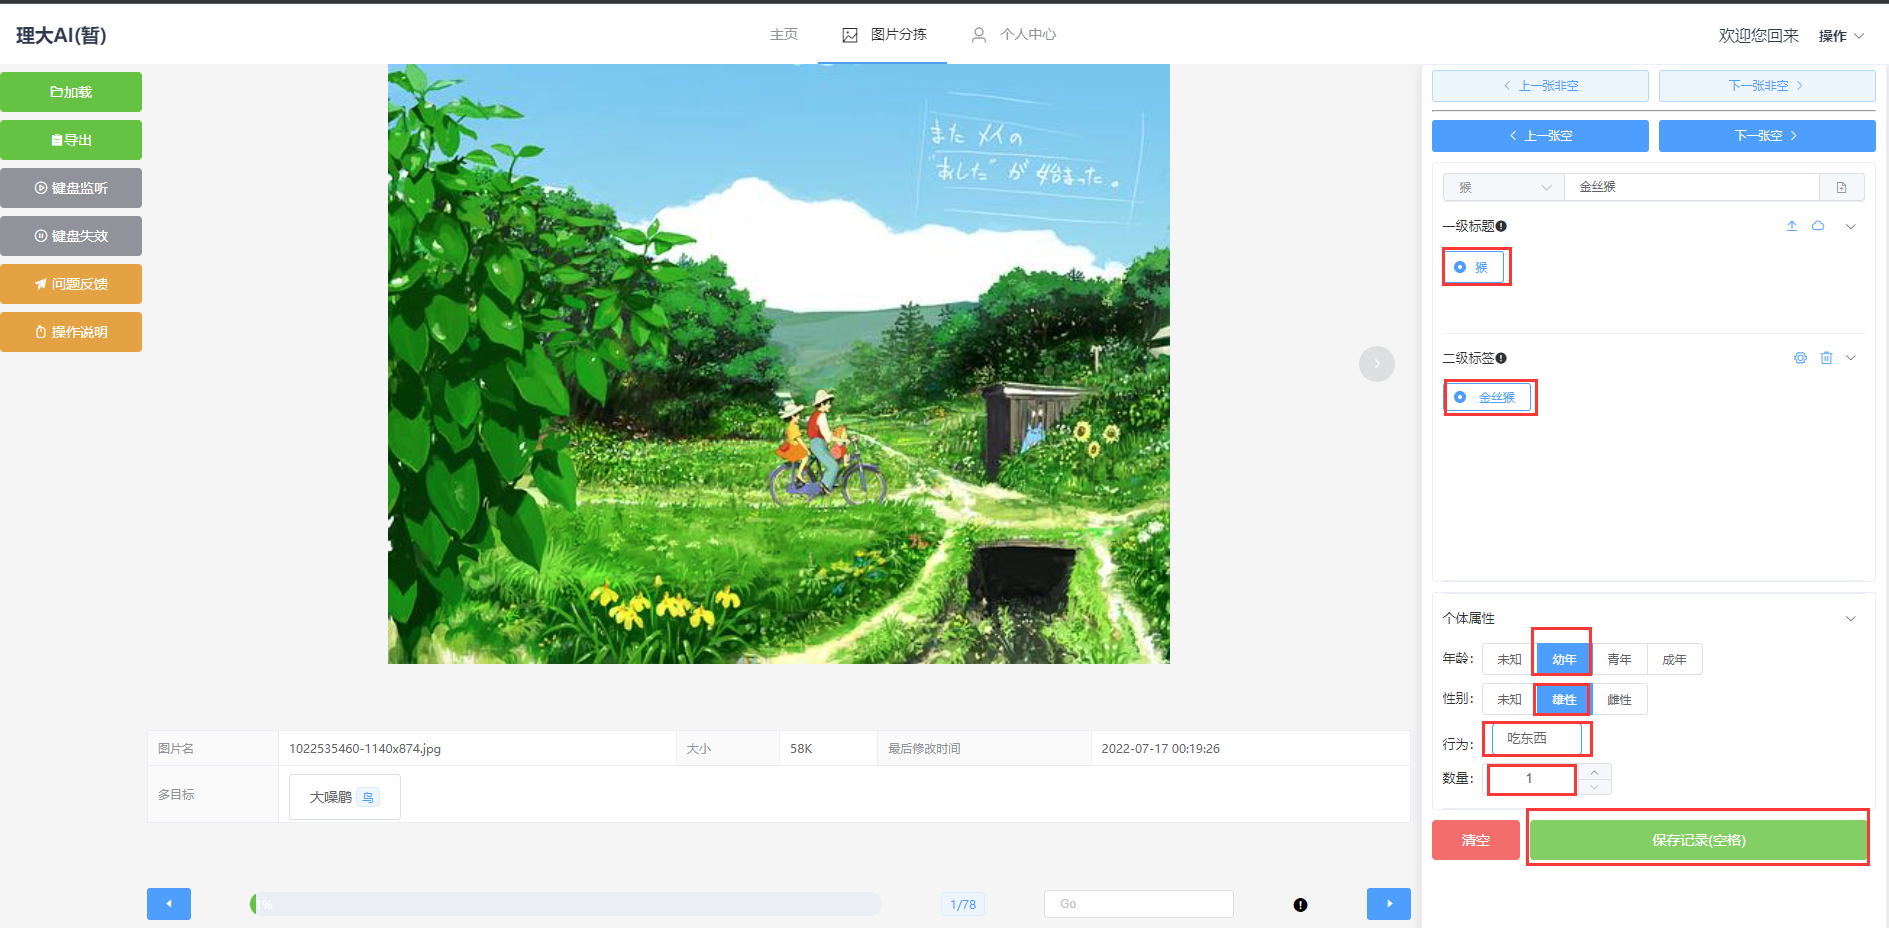 理大AI(暂)
主页
图片分拣
个人中心
欢迎您回来
操作
加载
导出
键盘监听
键盘失效
问题反馈
操作说明
また メイの
"あした" が 始まった。
上一张非空
下一张非空
上一张空
下一张空
猴
金丝猴
一级标题
猴
二级标签
金丝猴
个体属性
年龄: 未知 幼年 青年 成年
性别: 未知 雄性 雌性
行为: 吃东西
数量: 1
清空
保存记录(空格)
图片名 1022535460-1140x874.jpg 大小 58K 最后修改时间 2022-07-17 00:19:26
多目标 大噪鹛 鸟
1%
1/78
Go